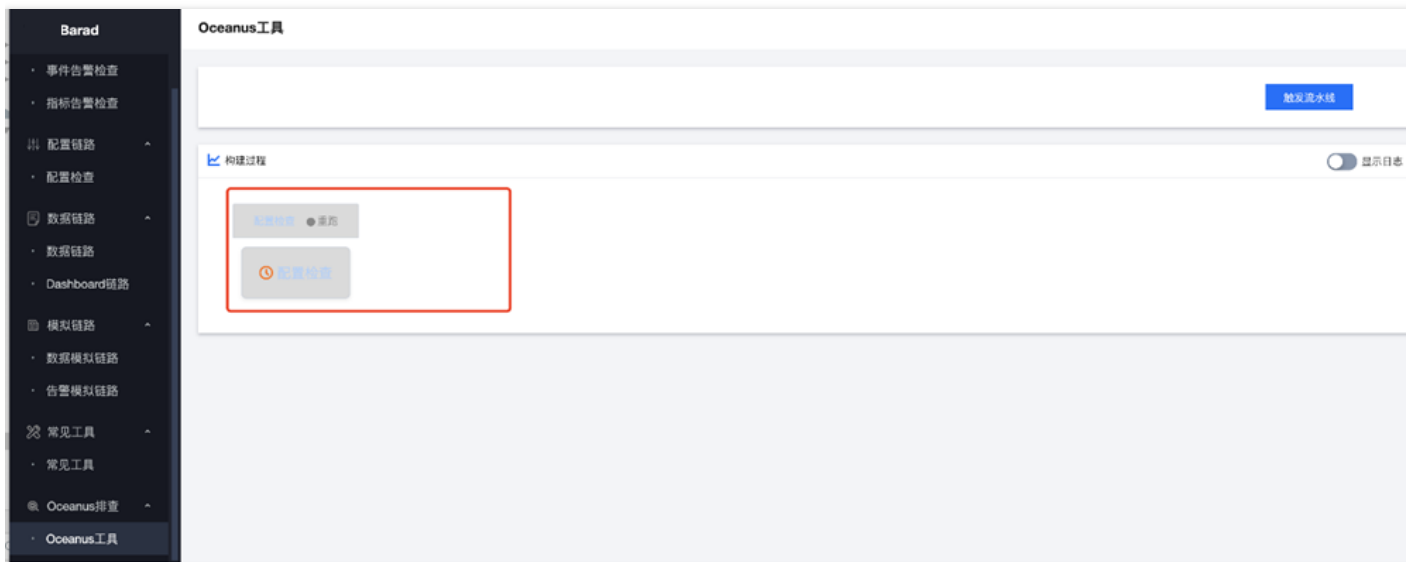 Barad
事件告警检查
指标告警检查
配置链路
配置检查
数据链路
数据链路
Dashboard链路
模拟链路
数据模拟链路
告警模拟链路
常见工具
常见工具
Oceanus排查
Oceanus工具
Oceanus工具
触发流水线
构建过程
显示日志
配置检查 重跑
配置检查